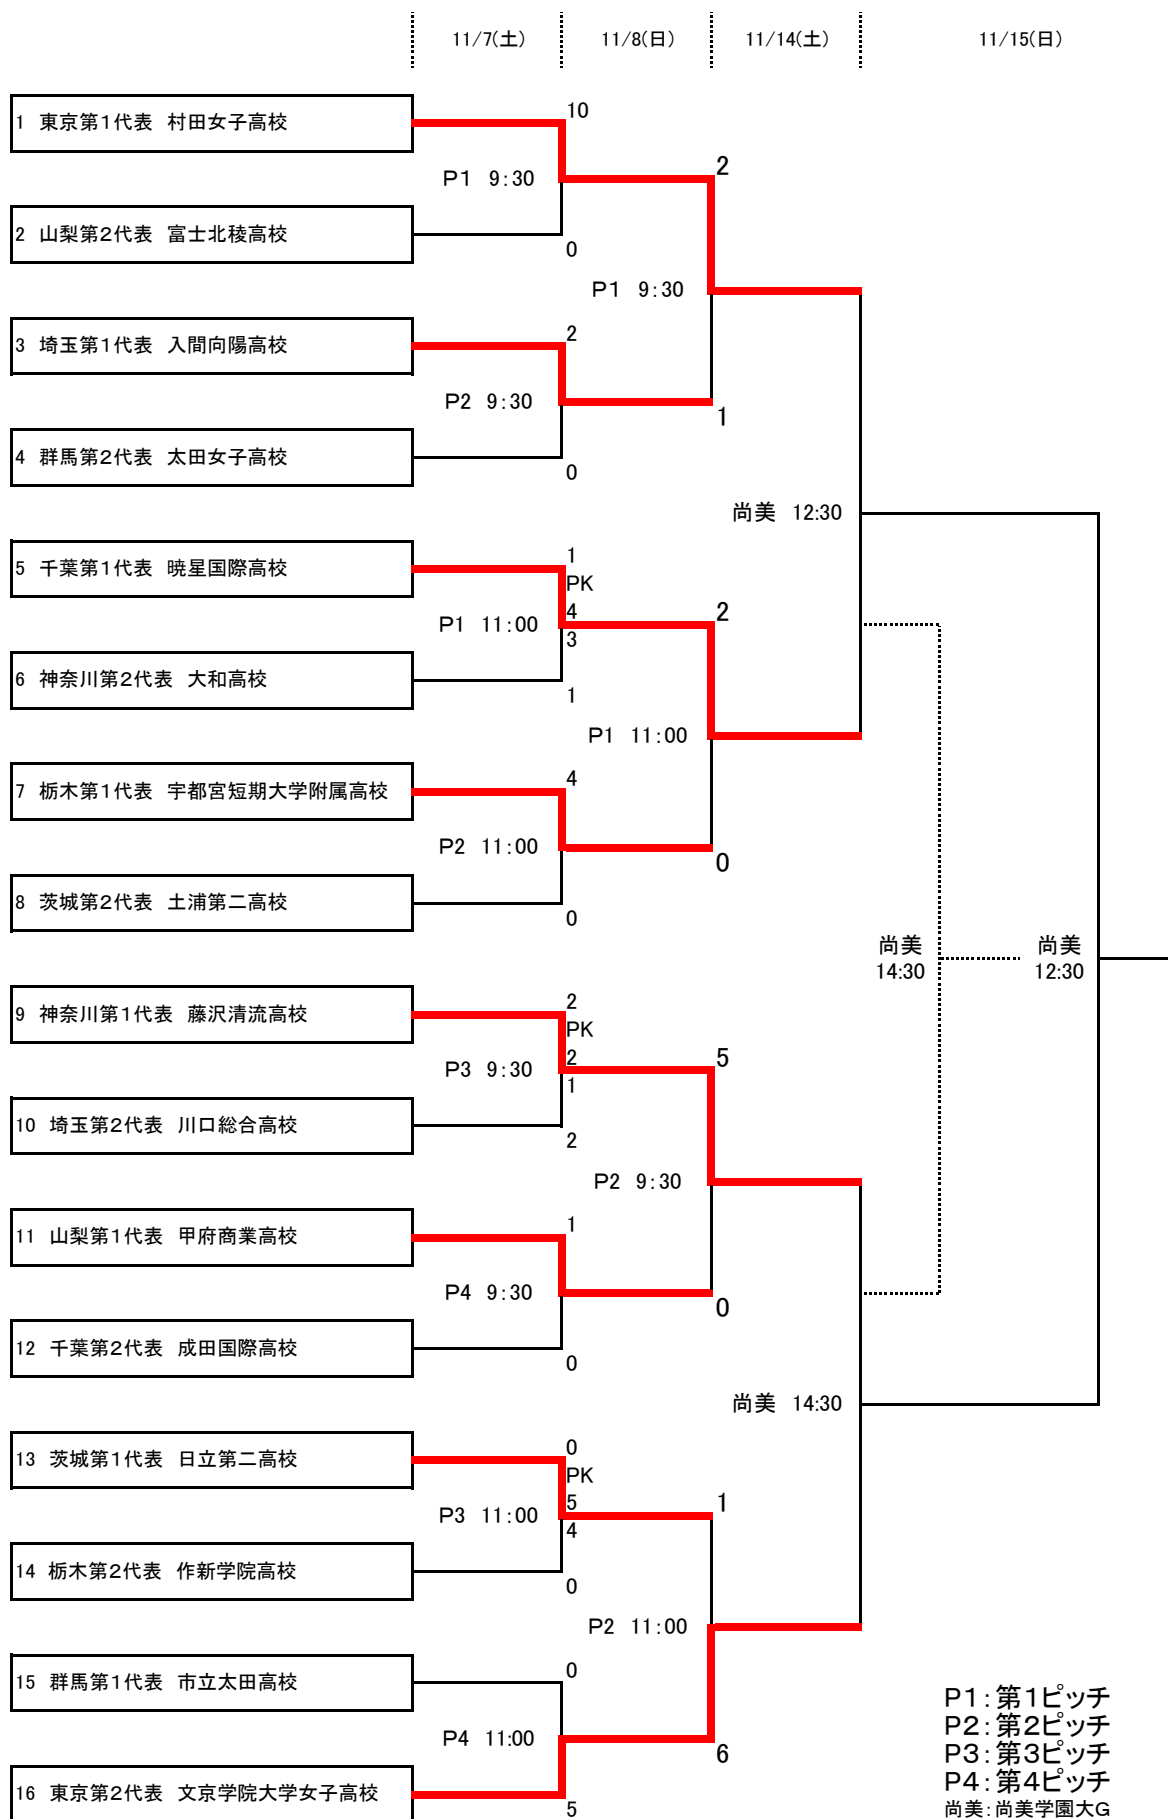 11/7(土) 11/8(日) 11/14(土) 11/15(日)
10
1 東京第1代表 村田女子高校
2
P1 9:30
2 山梨第2代表 富士北稜高校
0
P1 9:30
2
3 埼玉第1代表 入間向陽高校
P2 9:30
1
4 群馬第2代表 太田女子高校
0
尚美 12:30
1
5 千葉第1代表 暁星国際高校
PK
4
2
P1 11:00
3
6 神奈川第2代表 大和高校
1
P1 11:00
4
7 栃木第1代表 宇都宮短期大学附属高校
P2 11:00
0
8 茨城第2代表 土浦第二高校
0
尚美 尚美
14:30 12:30
2
9 神奈川第1代表 藤沢清流高校
PK
2
5
P3 9:30
1
10 埼玉第2代表 川口総合高校
2
P2 9:30
1
11 山梨第1代表 甲府商業高校
P4 9:30
0
12 千葉第2代表 成田国際高校
0
尚美 14:30
0
13 茨城第1代表 日立第二高校
PK
5
1
P3 11:00
4
14 栃木第2代表 作新学院高校
0
P2 11:00
0
15 群馬第1代表 市立太田高校
P4 11:00
6
16 東京第2代表 文京学院大学女子高校
5
P1:第1ピッチ
P2:第2ピッチ
P3:第3ピッチ
P4:第4ピッチ
尚美:尚美学園大G